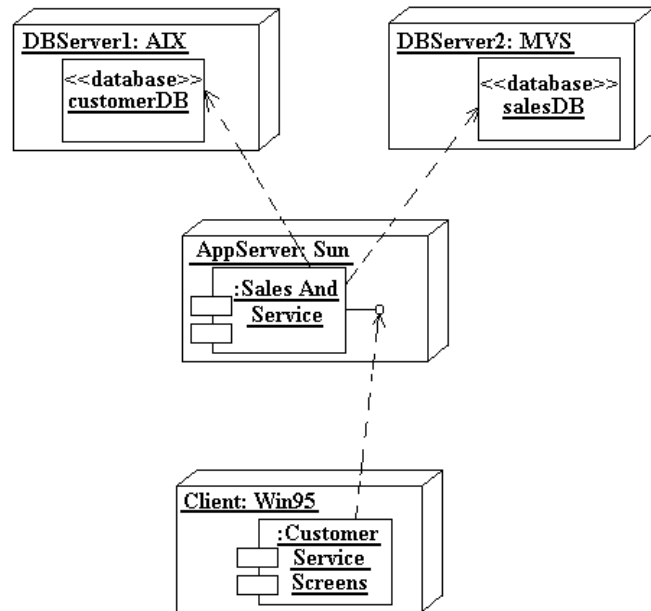 DBServer1: AIX
<<database>>
customerDB
DBServer2: MVS
<<database>>
salesDB
AppServer: Sun
:Sales And
Service
Client: Win95
:Customer
Service
Screens